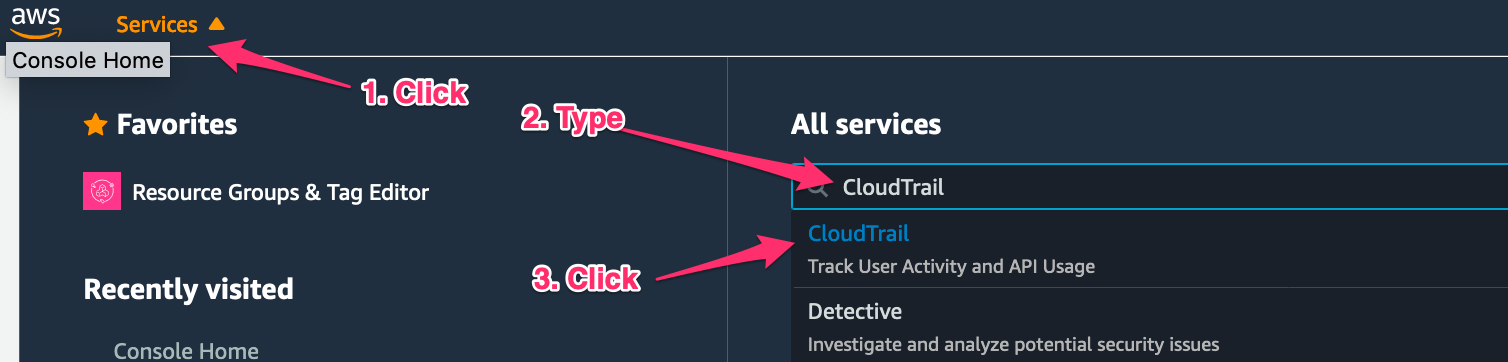 aws
Services
Console Home
1. Click
Favorites
Resource Groups & Tag Editor
Recently visited
Console Home
2. Type
All services
CloudTrail
3. Click
CloudTrail
Track User Activity and API Usage
Detective
Investigate and analyze potential security issues